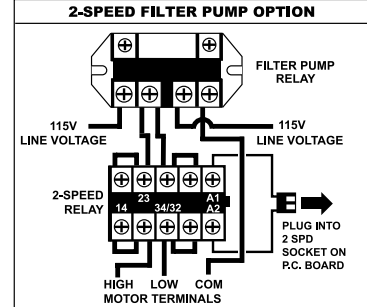 2-SPEED FILTER PUMP OPTION
FILTER PUMP
RELAY
115V
LINE VOLTAGE
115V
LINE VOLTAGE
2-SPEED
RELAY
23
14
34/32
A1
A2
PLUG INTO
2 SPD
SOCKET ON
P.C. BOARD
HIGH LOW COM
MOTOR TERMINALS